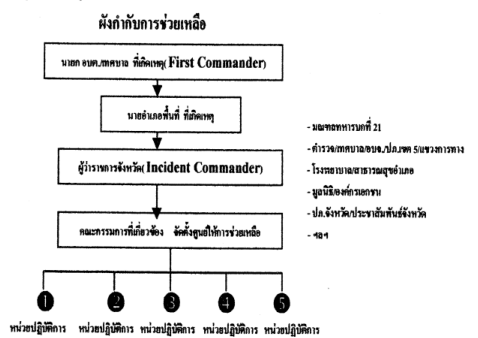 ผังกำกับการช่วยเหลือ
นายก อบต./เทศบาล ที่เกิดเหตุ(First Commander)
นายอำเภอพื้นที่ ที่เกิดเหตุ
ผู้ว่าราชการจังหวัด(Incident Commander)
คณะกรรมการที่เกี่ยวข้อง จัดตั้งศูนย์ให้การช่วยเหลือ
- มณฑลทหารบกที่ 21
- ตำรวจ/เทศบาล/อบจ./ปภ.เขต 5/แขวงการทาง
- โรงพยาบาล/สาธารณสุขอำเภอ
- มูลนิธิ/องค์กรเอกชน
- ปภ.จังหวัด/ประชาสัมพันธ์จังหวัด
- ฯลฯ
1 2 3 4 5
หน่วยปฏิบัติการ หน่วยปฏิบัติการ หน่วยปฏิบัติการ หน่วยปฏิบัติการ หน่วยปฏิบัติการ